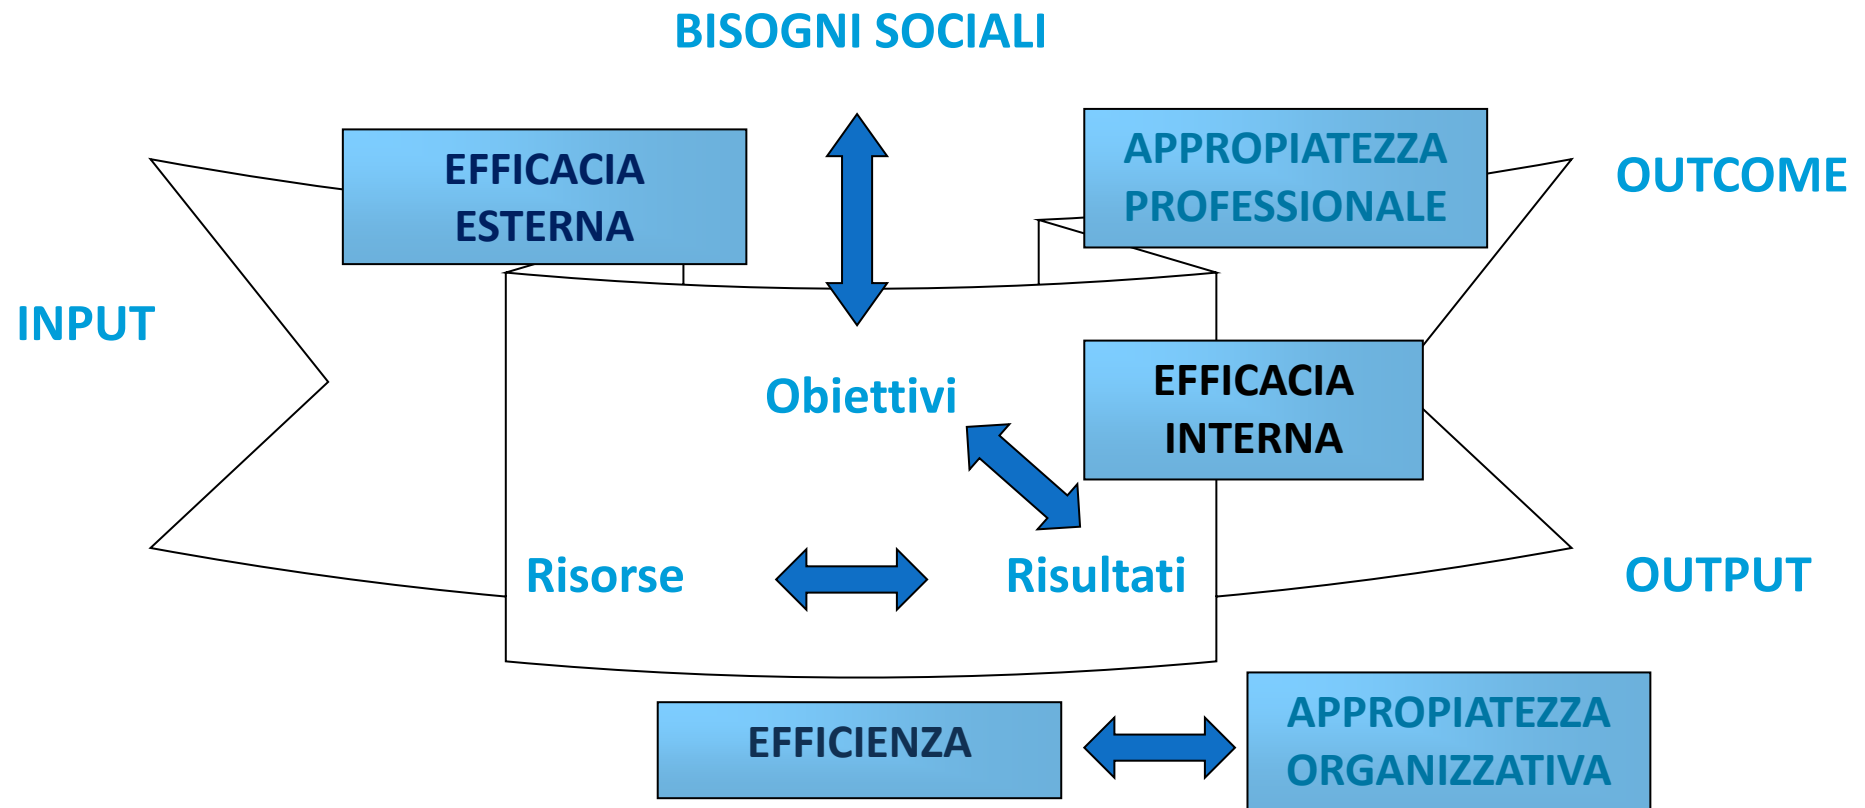 BISOGNI SOCIALI
EFFICACIA
ESTERNA
APPROPIATEZZA
PROFESSIONALE
OUTCOME
INPUT
Obiettivi
EFFICACIA
INTERNA
Risorse
Risultati
OUTPUT
EFFICIENZA
APPROPIATEZZA
ORGANIZZATIVA